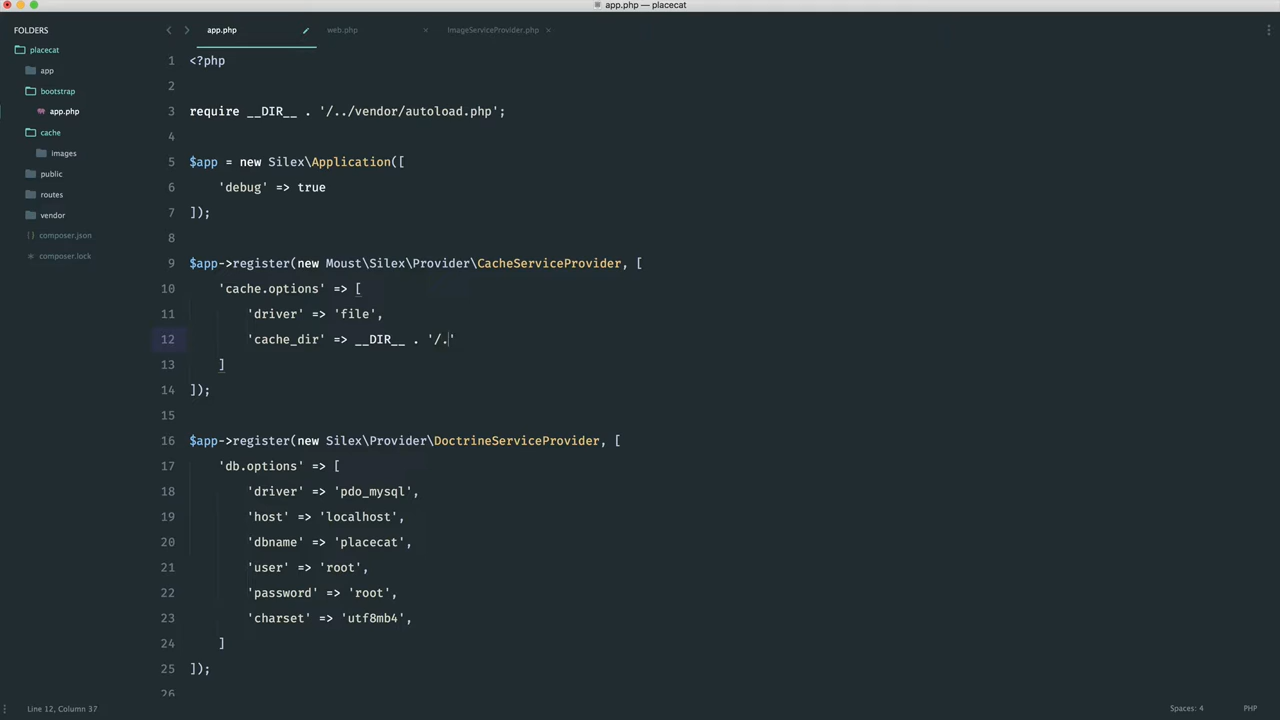 app.php — placecat
FOLDERS
placecat
app
bootstrap
app.php
cache
images
public
routes
vendor
composer.json
composer.lock
app.php
web.php
ImageServiceProvider.php
1 <?php
2
3 require __DIR__ . '/../vendor/autoload.php';
4
5 $app = new Silex\Application([
6 'debug' => true
7 ]);
8
9 $app->register(new Moust\Silex\Provider\CacheServiceProvider, [
10 'cache.options' => [
11 'driver' => 'file',
12 'cache_dir' => __DIR__ . '/.'
13 ]
14 ]);
15
16 $app->register(new Silex\Provider\DoctrineServiceProvider, [
17 'db.options' => [
18 'driver' => 'pdo_mysql',
19 'host' => 'localhost',
20 'dbname' => 'placecat',
21 'user' => 'root',
22 'password' => 'root',
23 'charset' => 'utf8mb4',
24 ]
25 ]);
26
Line 12, Column 37
Spaces: 4
PHP